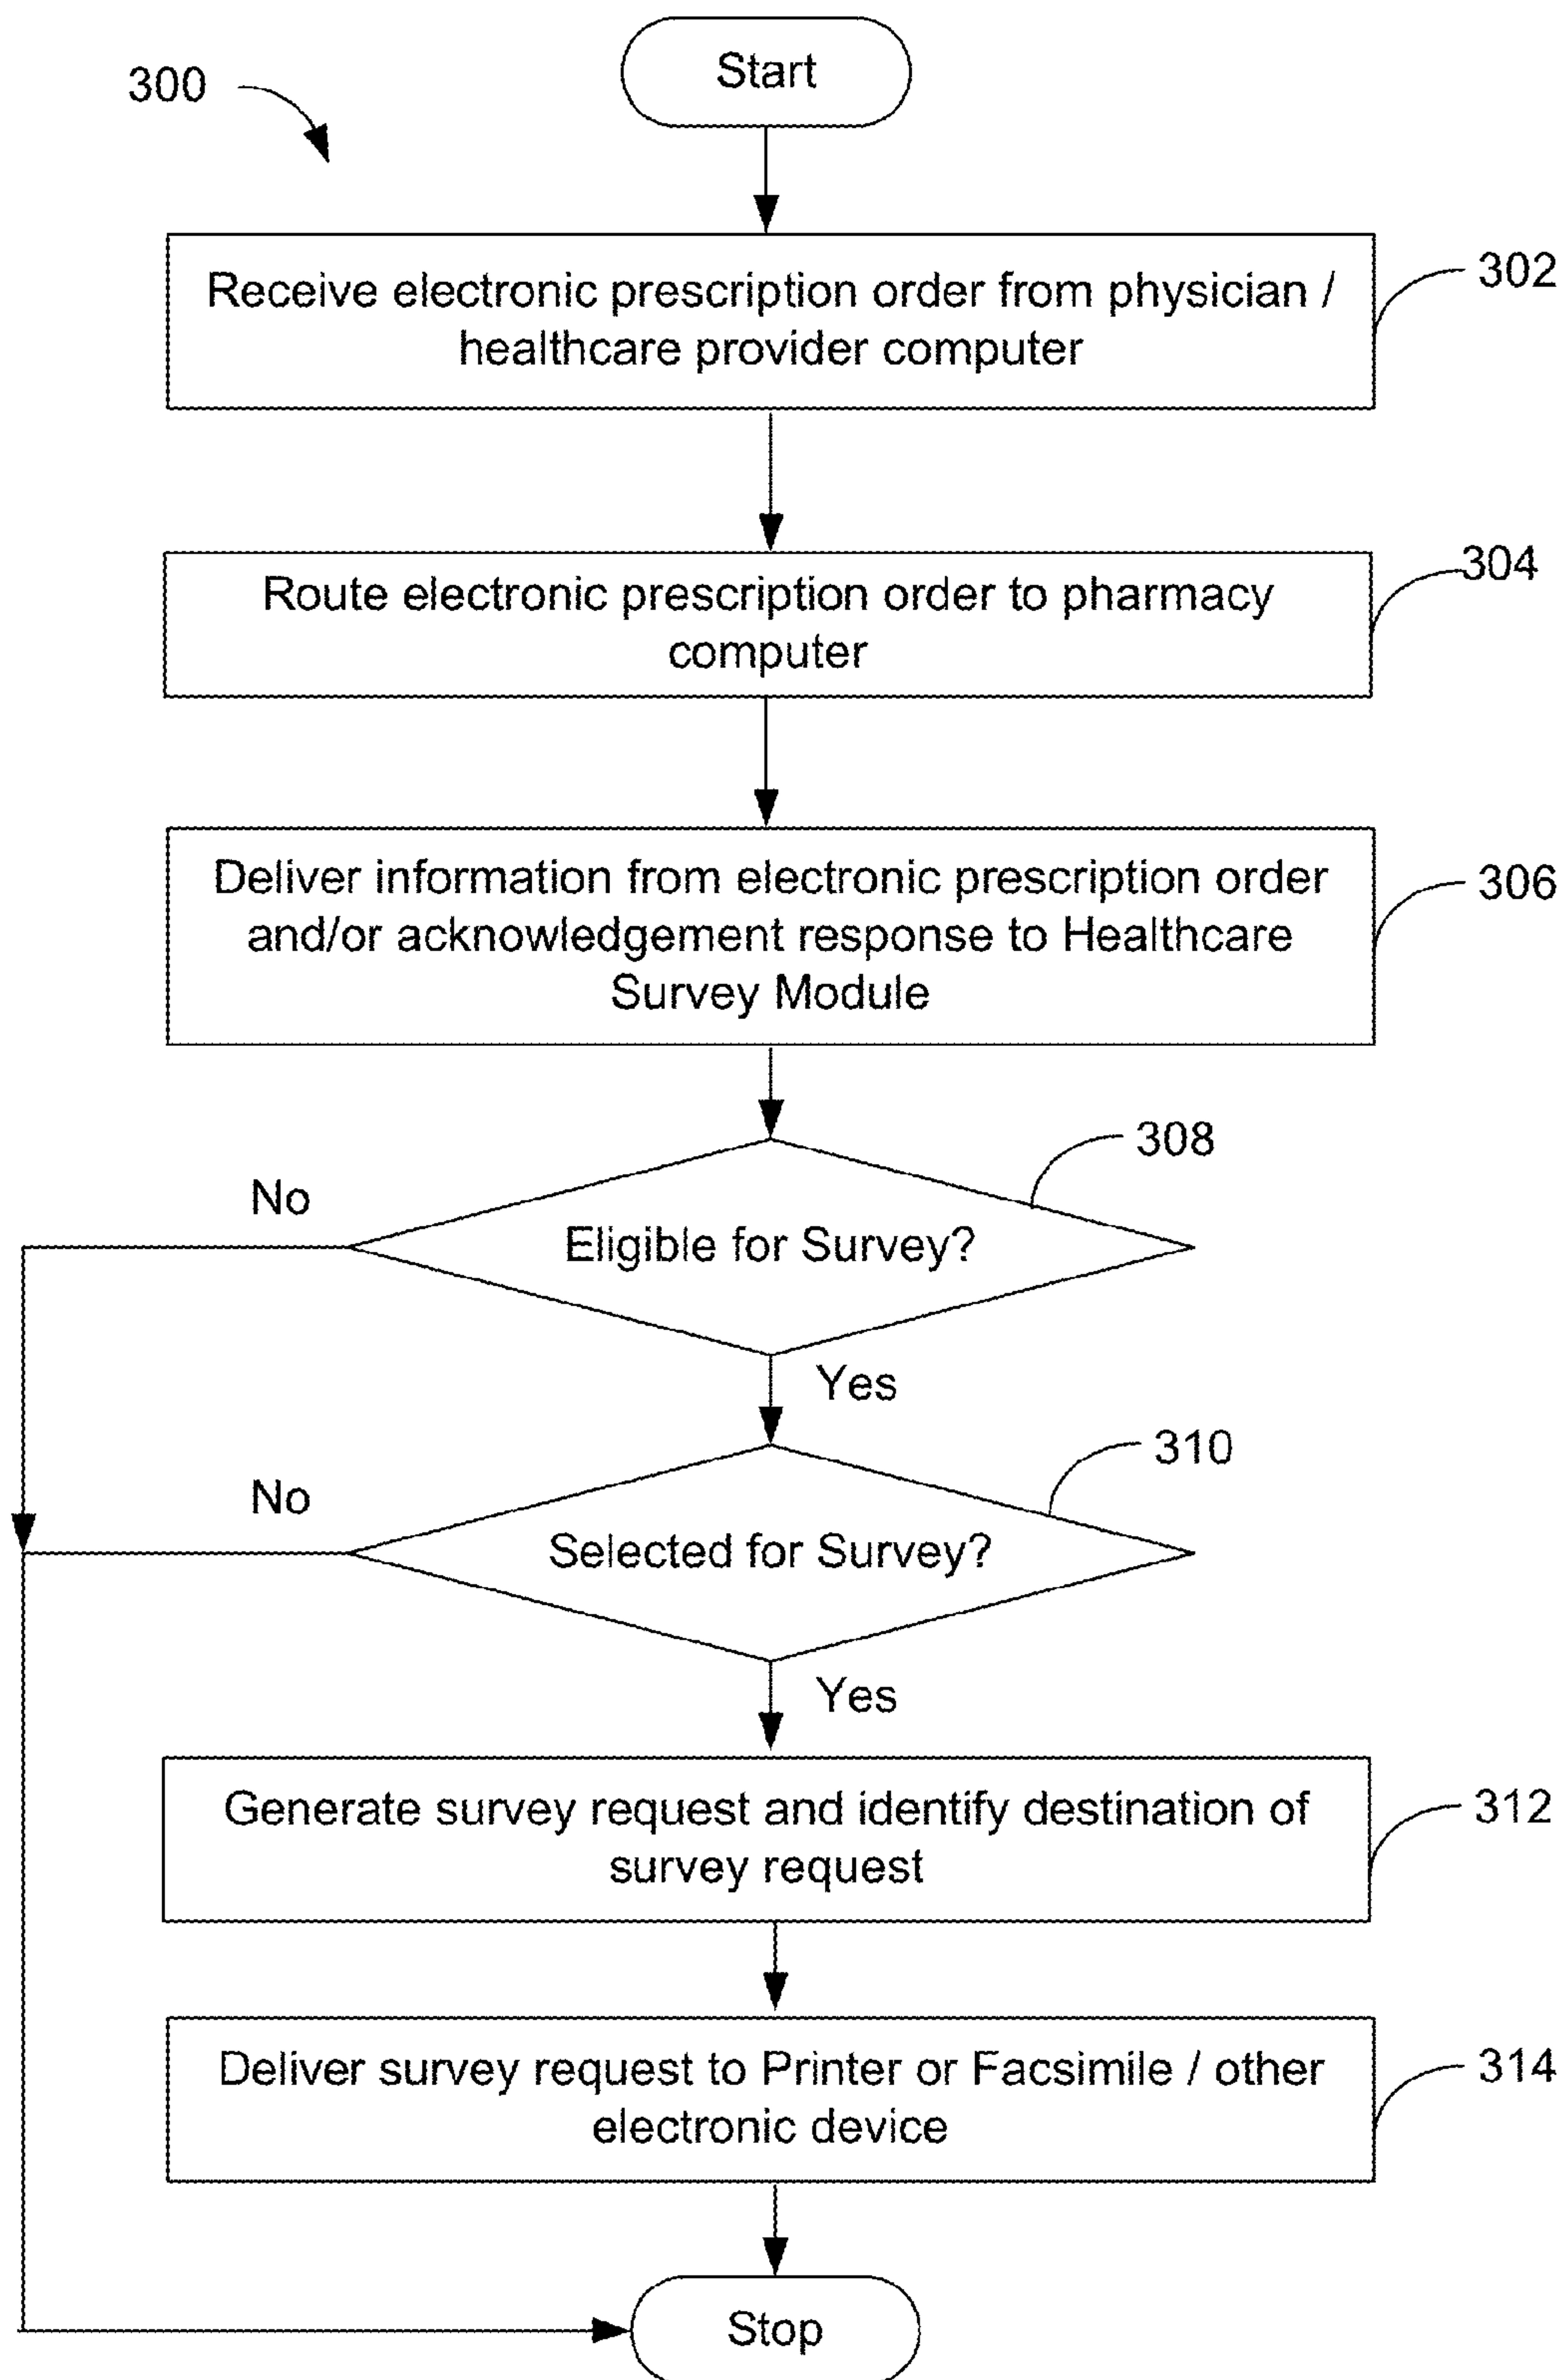 Start
300
Receive electronic prescription order from physician /
healthcare provider computer
302
Route electronic prescription order to pharmacy
computer
304
Deliver information from electronic prescription order
and/or acknowledgement response to Healthcare
Survey Module
306
308
No
Eligible for Survey?
Yes
310
No
Selected for Survey?
Yes
Generate survey request and identify destination of
survey request
312
Deliver survey request to Printer or Facsimile / other
electronic device
314
Stop